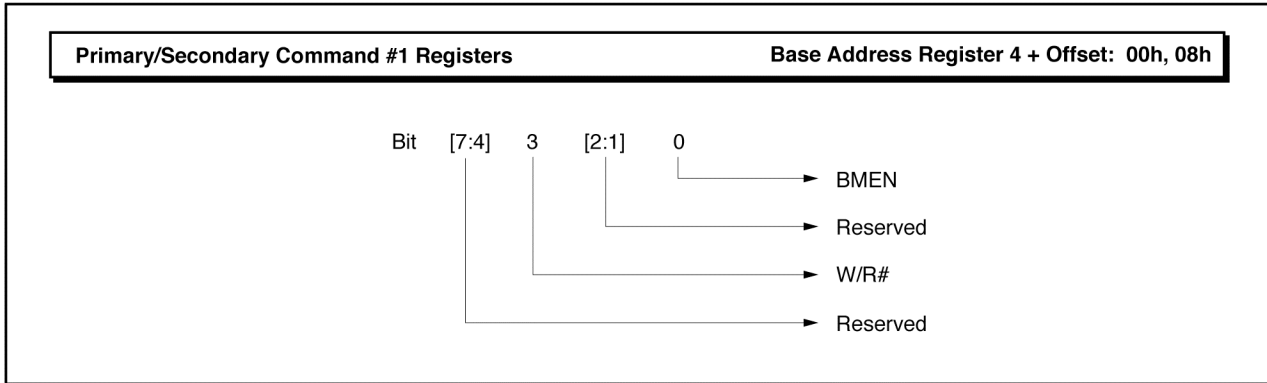 Primary/Secondary Command #1 Registers Base Address Register 4 + Offset: 00h, 08h
Bit [7:4] 3 [2:1] 0
BMEN
Reserved
W/R#
Reserved